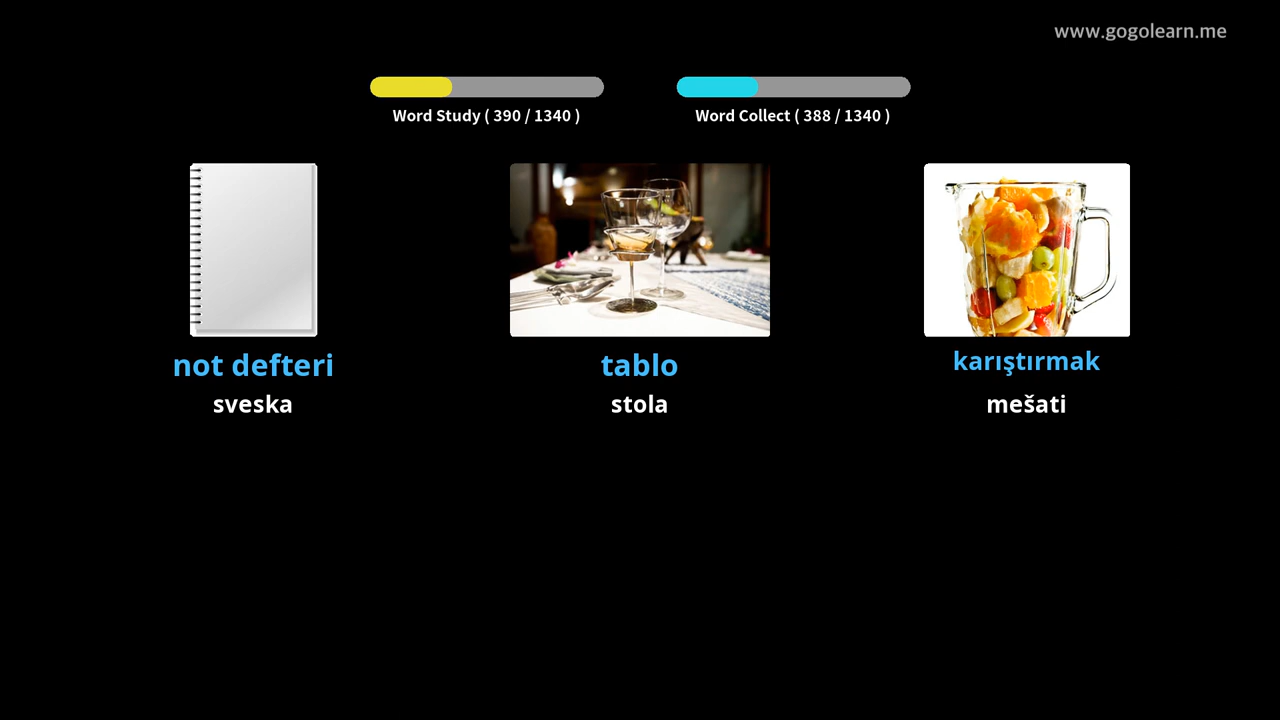 www.gogolearn.me
Word Study ( 390 / 1340 )
Word Collect ( 388 / 1340 )
not defteri
tablo
karıştırmak
sveska
stola
mešati